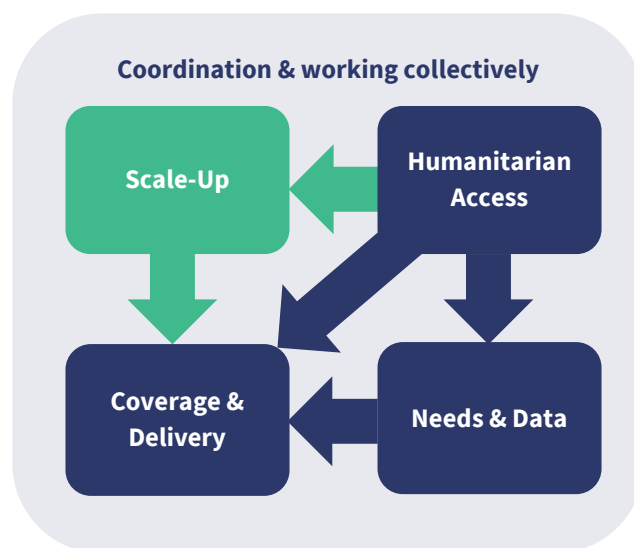 Coordination & working collectively
Scale-Up
Humanitarian
Access
Coverage &
Delivery
Needs & Data